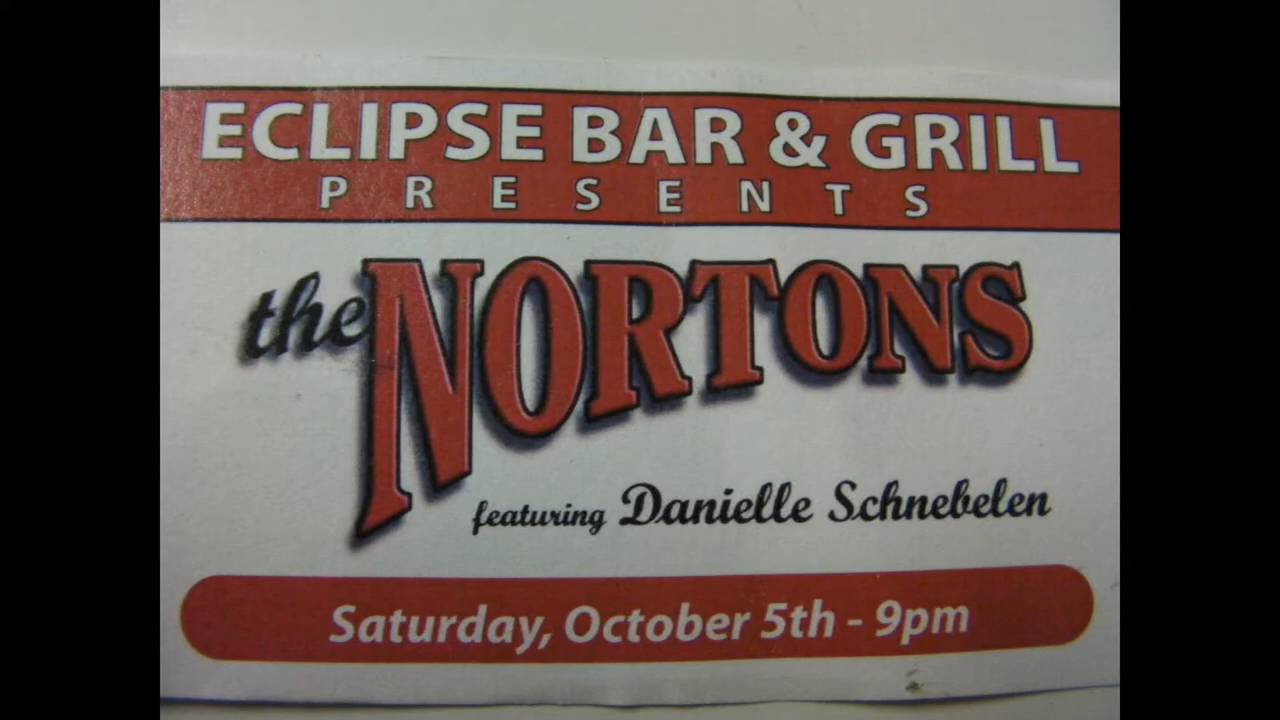 ECLIPSE BAR & GRILL
PRESENTS
the NORTONS
featuring Danielle Schnebelen
Saturday, October 5th - 9pm